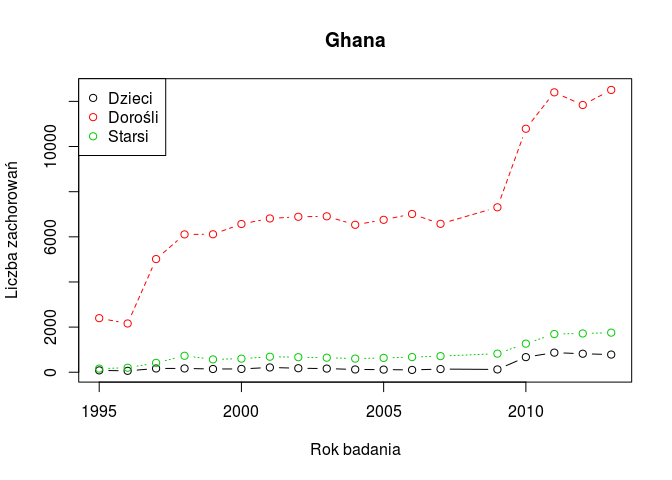 Ghana
Dzieci
Dorośli
Starsi
Liczba zachorowań
10000
6000
2000
0
1995
2000
2005
2010
Rok badania